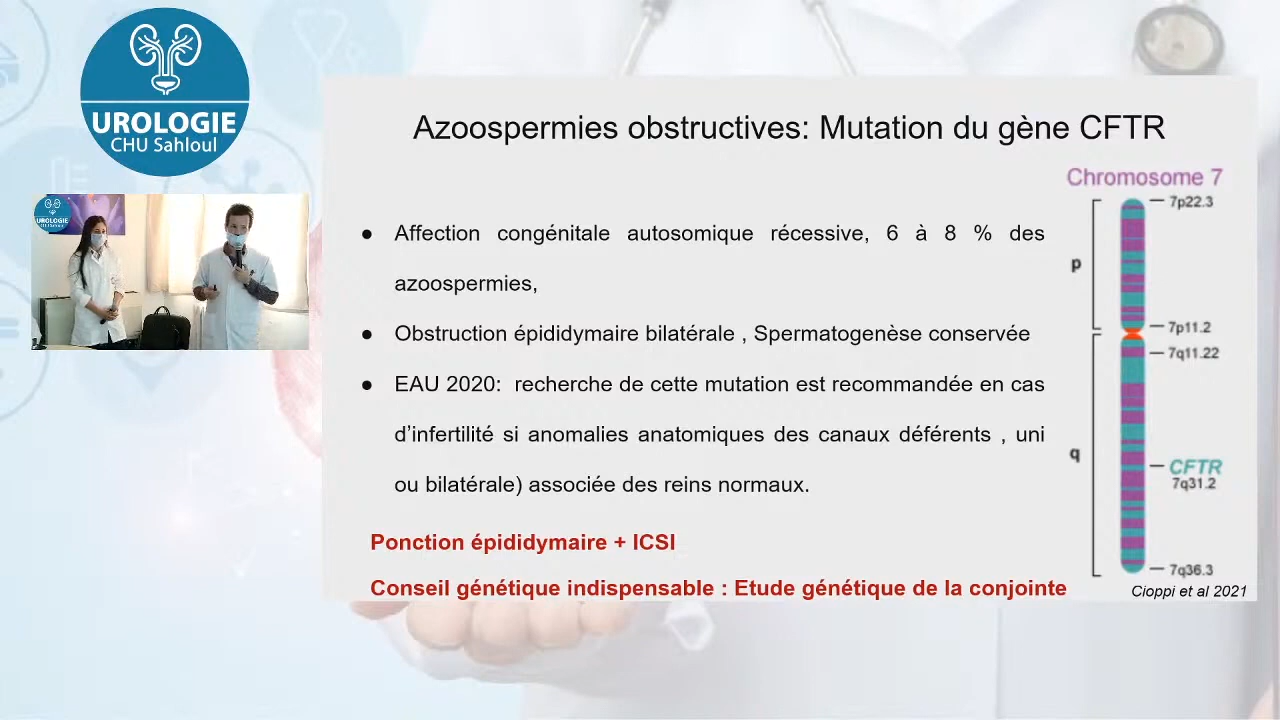 UROLOGIE
CHU Sahloul
UROLOGIE
CHU Sahloul
Azoospermies obstructives: Mutation du gène CFTR
● Affection congénitale autosomique récessive, 6 à 8 % des
azoospermies,
● Obstruction épididymaire bilatérale , Spermatogenèse conservée
● EAU 2020: recherche de cette mutation est recommandée en cas
d'infertilité si anomalies anatomiques des canaux déférents , uni
ou bilatérale) associée des reins normaux.
Ponction épididymaire + ICSI
Conseil génétique indispensable : Etude génétique de la conjointe
Chromosome 7
7p22.3
p
7p11.2
7q11.22
q
CFTR
7q31.2
7q36.3
Cioppi et al 2021